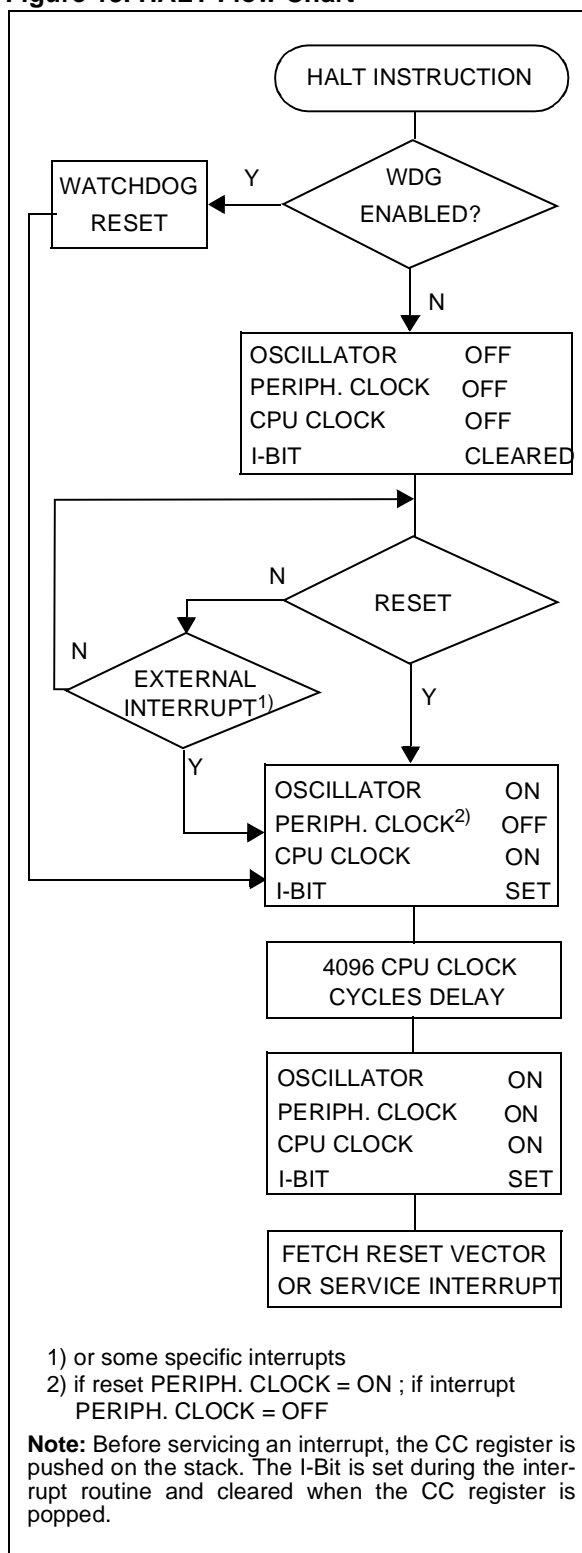 HALT INSTRUCTION
WDG
ENABLED?
Y
WATCHDOG
RESET
N
OSCILLATOR OFF
PERIPH. CLOCK OFF
CPU CLOCK OFF
I-BIT CLEARED
RESET
N
EXTERNAL
INTERRUPT1)
N
Y
Y
OSCILLATOR ON
PERIPH. CLOCK2) OFF
CPU CLOCK ON
I-BIT SET
4096 CPU CLOCK
CYCLES DELAY
OSCILLATOR ON
PERIPH. CLOCK ON
CPU CLOCK ON
I-BIT SET
FETCH RESET VECTOR
OR SERVICE INTERRUPT
1) or some specific interrupts
2) if reset PERIPH. CLOCK = ON ; if interrupt
PERIPH. CLOCK = OFF
Note: Before servicing an interrupt, the CC register is
pushed on the stack. The I-Bit is set during the inter-
rupt routine and cleared when the CC register is
popped.